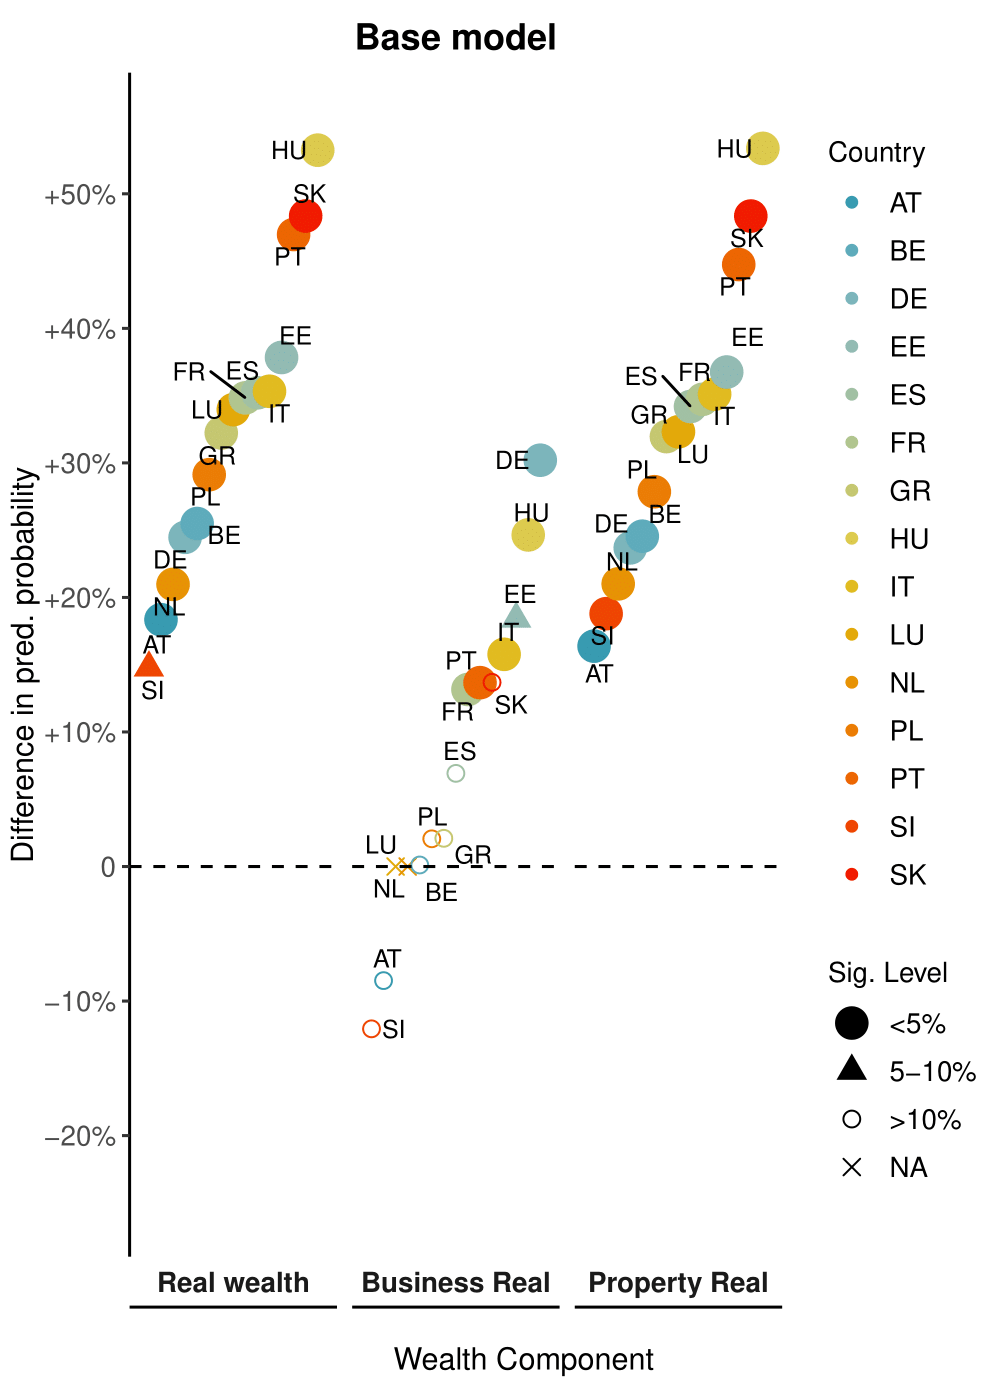 Base model
Difference in pred. probability
+50%
+40%
+30%
+20%
+10%
0
−10%
−20%
HU
SK
PT
EE
FR
ES
IT
LU
GR
PL
BE
DE
NL
AT
SI
DE
HU
EE
IT
PT
SK
FR
ES
PL
GR
LU
NL
BE
AT
SI
HU
SK
PT
EE
FR
ES
IT
GR
LU
PL
BE
DE
NL
SI
AT
Real wealth
Business Real
Property Real
Wealth Component
Country
AT
BE
DE
EE
ES
FR
GR
HU
IT
LU
NL
PL
PT
SI
SK
Sig. Level
<5%
5−10%
>10%
NA